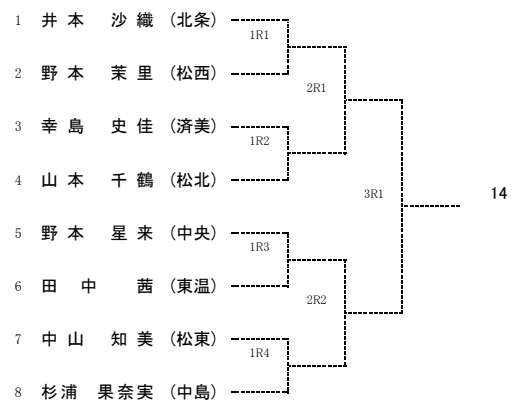 1 井本 沙織 (北条)
1R1
2 野本 茉里 (松西)
2R1
3 幸島 史佳 (済美)
1R2
4 山本 千鶴 (松北)
3R1 14
5 野本 星来 (中央)
1R3
6 田中 茜 (東温)
2R2
7 中山 知美 (松東)
1R4
8 杉浦 果奈実 (中島)